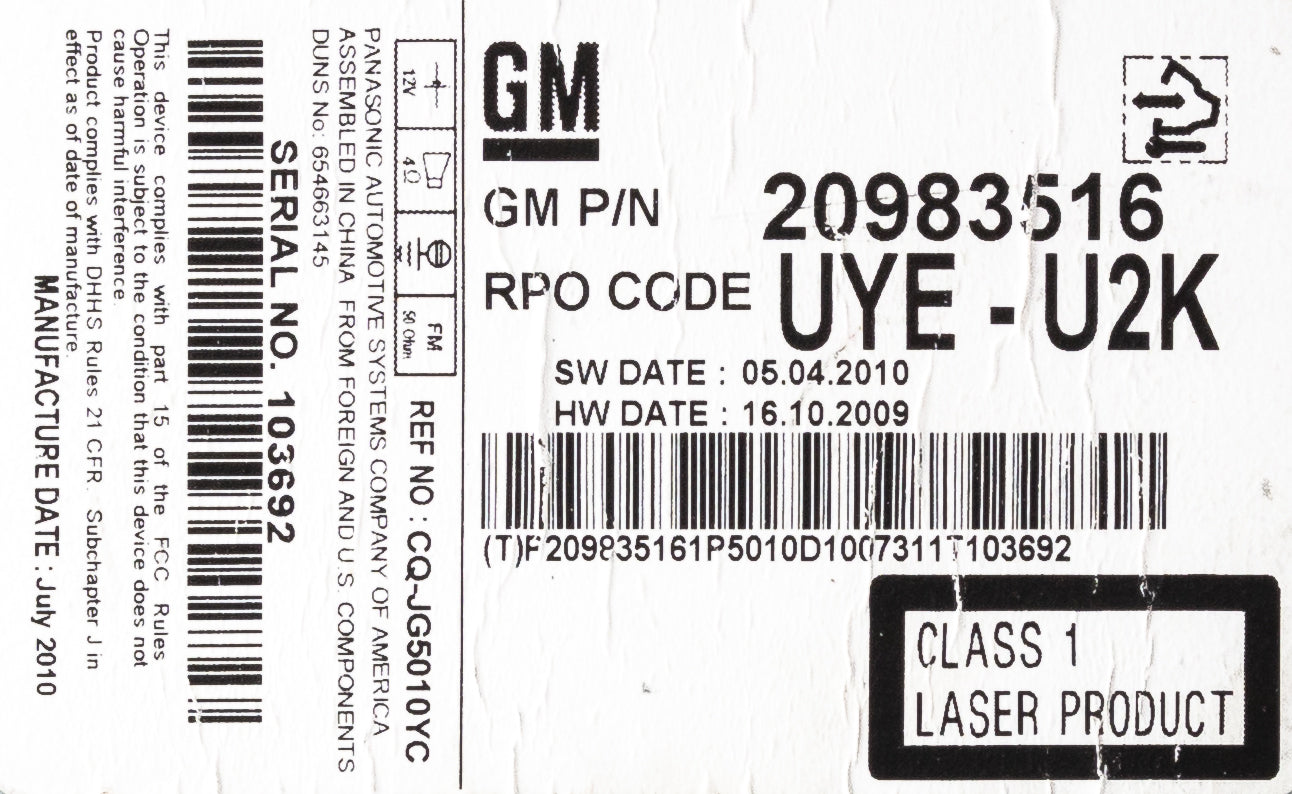 GM
GM P/N 20983516
RPO CODE UYE - U2K
SW DATE : 05.04.2010
HW DATE : 16.10.2009
(T)P209835161P5010D1007311T103692
CLASS 1
LASER PRODUCT
12V
4 Ω
FM
50 Ohm
REF NO : CQ-JG5010YC
PANASONIC AUTOMOTIVE SYSTEMS COMPANY OF AMERICA
ASSEMBLED IN CHINA FROM FOREIGN AND U.S. COMPONENTS
DUNS No: 654663145
SERIAL NO. 103692
This device complies with part 15 of the FCC Rules
Operation is subject to the condition that this device does not
cause harmful interference.
Product complies with DHHS Rules 21 CFR. Subchapter J in
effect as of date of manufacture.
MANUFACTURE DATE : July 2010